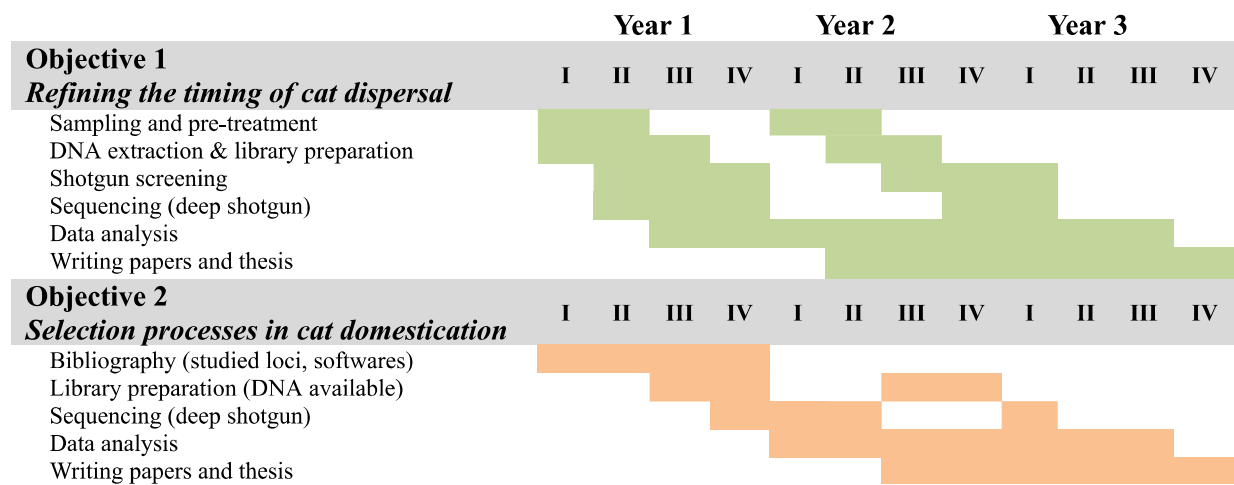 Year 1 Year 2 Year 3
Objective 1
Refining the timing of cat dispersal
I II III IV I II III IV I II III IV
Sampling and pre-treatment
DNA extraction & library preparation
Shotgun screening
Sequencing (deep shotgun)
Data analysis
Writing papers and thesis
Objective 2
Selection processes in cat domestication
I II III IV I II III IV I II III IV
Bibliography (studied loci, softwares)
Library preparation (DNA available)
Sequencing (deep shotgun)
Data analysis
Writing papers and thesis